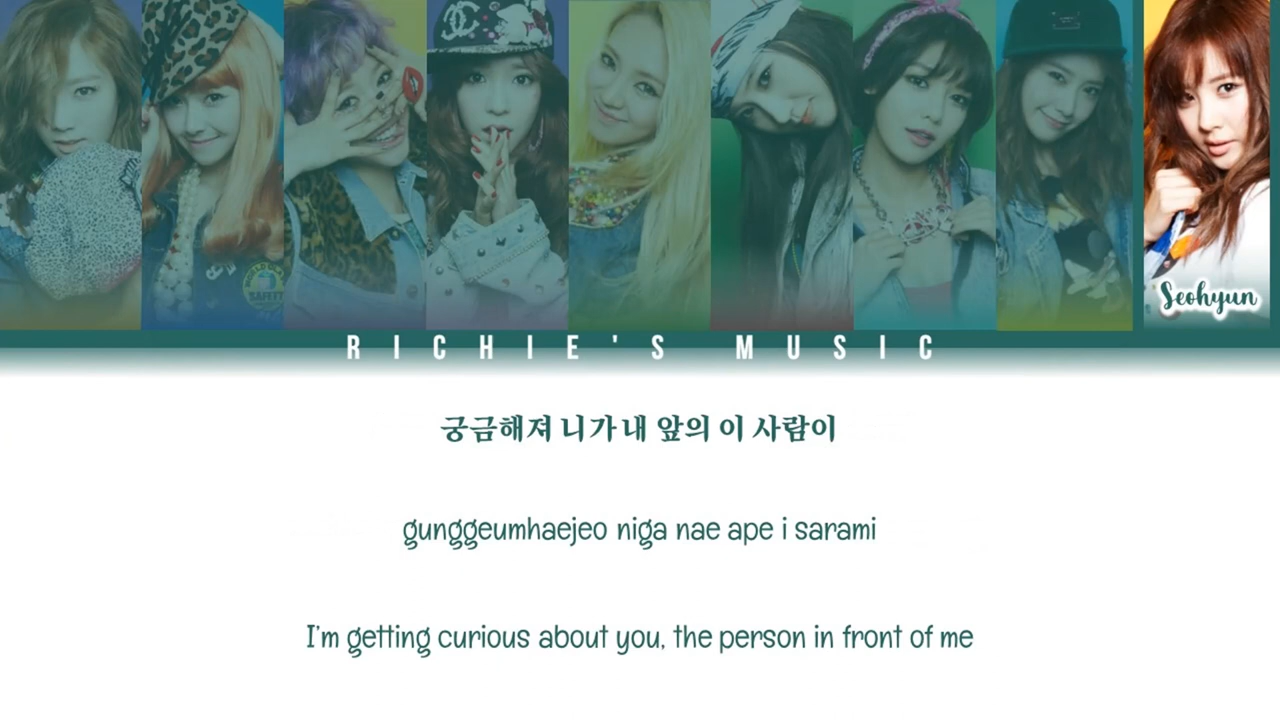 Seohyun
RICHIE'S MUSIC
궁금해져 니가 내 앞의 이 사람이
gunggeumhaejeo niga nae ape i sarami
I'm getting curious about you, the person in front of me